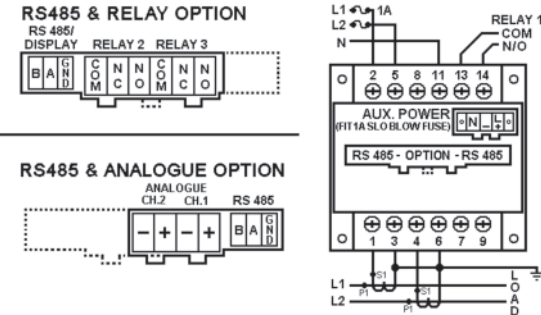 RS485 & RELAY OPTION
RS 485/
DISPLAY RELAY 2 RELAY 3
B A GND COM NC NO COM NC NO
RS485 & ANALOGUE OPTION
ANALOGUE
CH.2 CH.1 RS 485
− + − + B A GND
L1 1A
L2
N
RELAY 1
COM
N/O
2 5 8 11 13 14
AUX. POWER
(FIT 1A SLO BLOW FUSE)
N − L +
RS 485 - OPTION - RS 485
1 3 4 6 7 9
S1
L1
P1
S1
L2
P1
LOAD